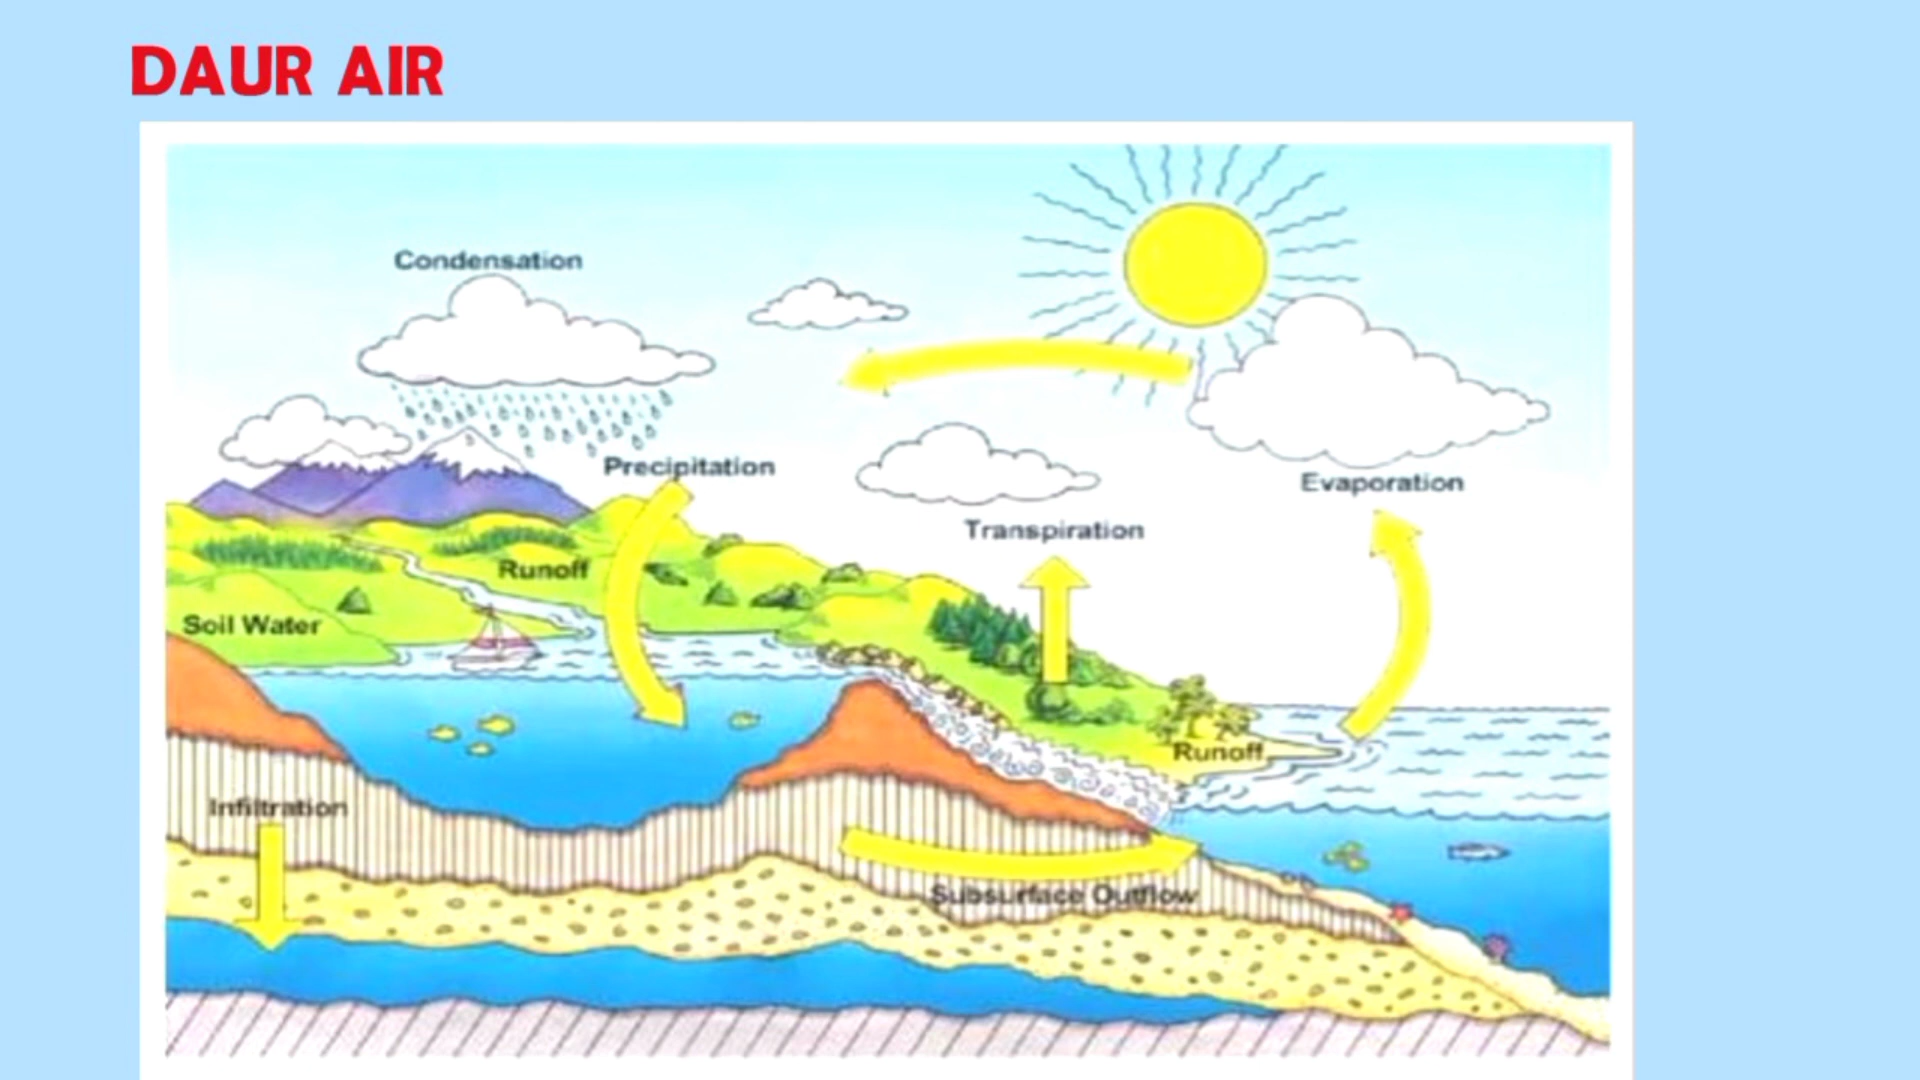 DAUR AIR
Condensation
Precipitation
Evaporation
Transpiration
Runoff
Soil Water
Runoff
Infiltration
Subsurface Outflow